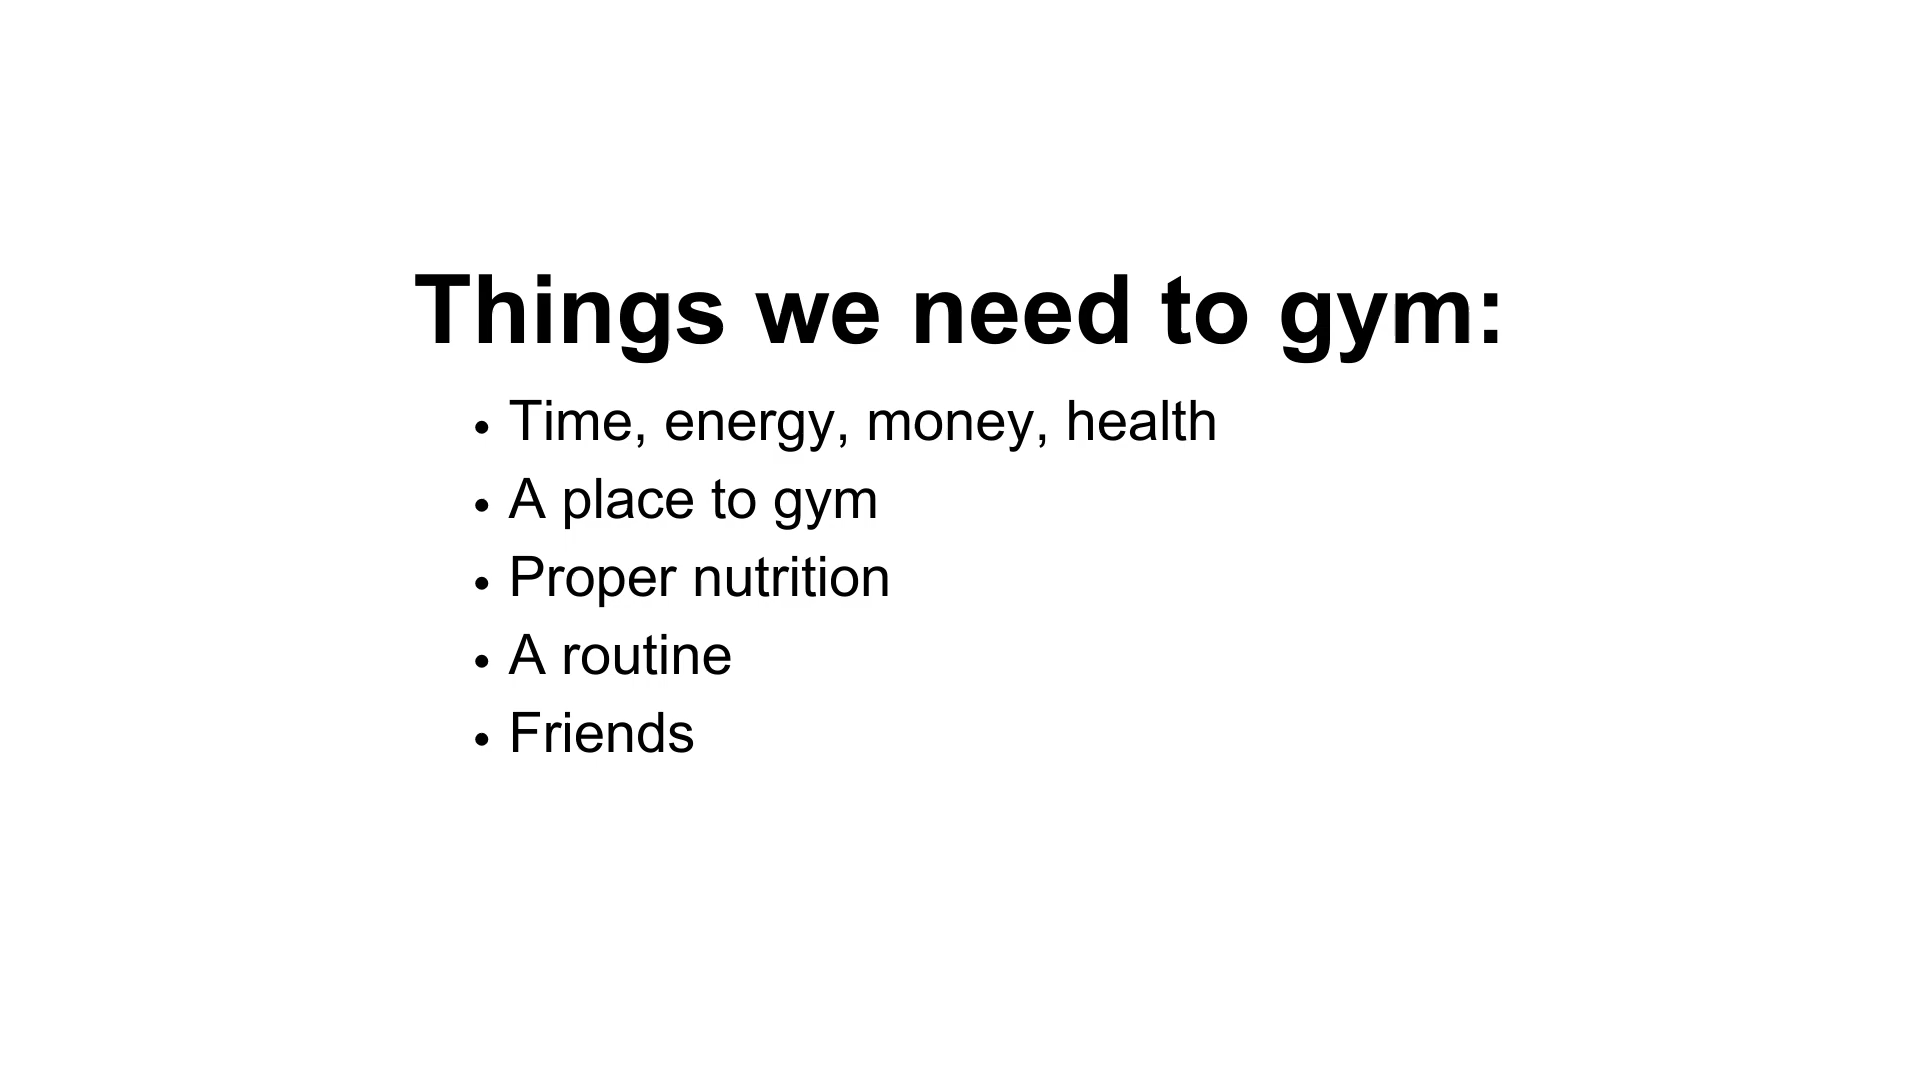 Things we need to gym:
• Time, energy, money, health
• A place to gym
• Proper nutrition
• A routine
• Friends